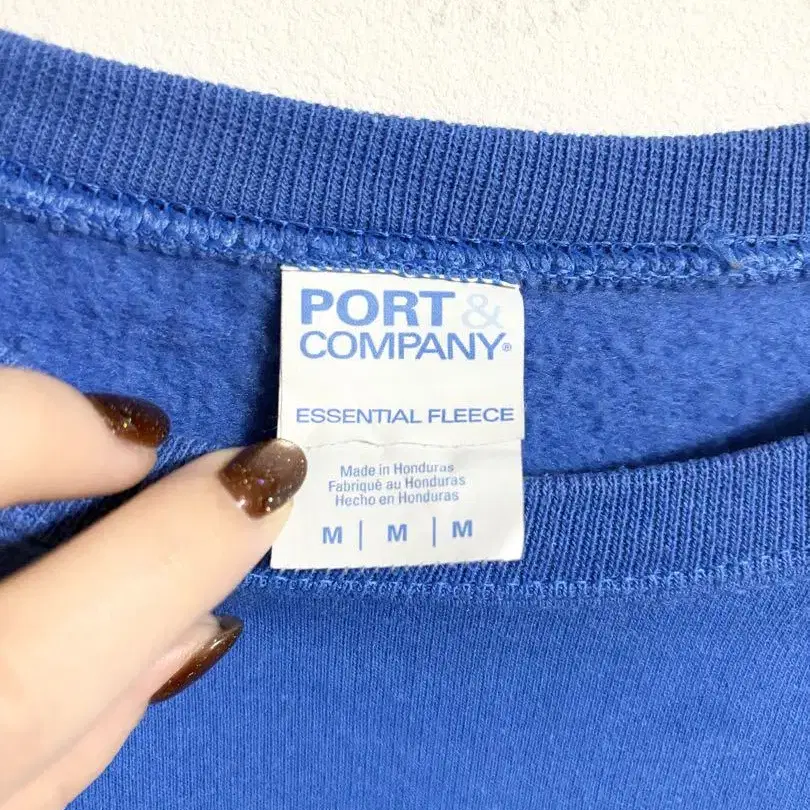 PORT &
COMPANY®
ESSENTIAL FLEECE
Made in Honduras
Fabriqué au Honduras
Hecho en Honduras
M | M | M